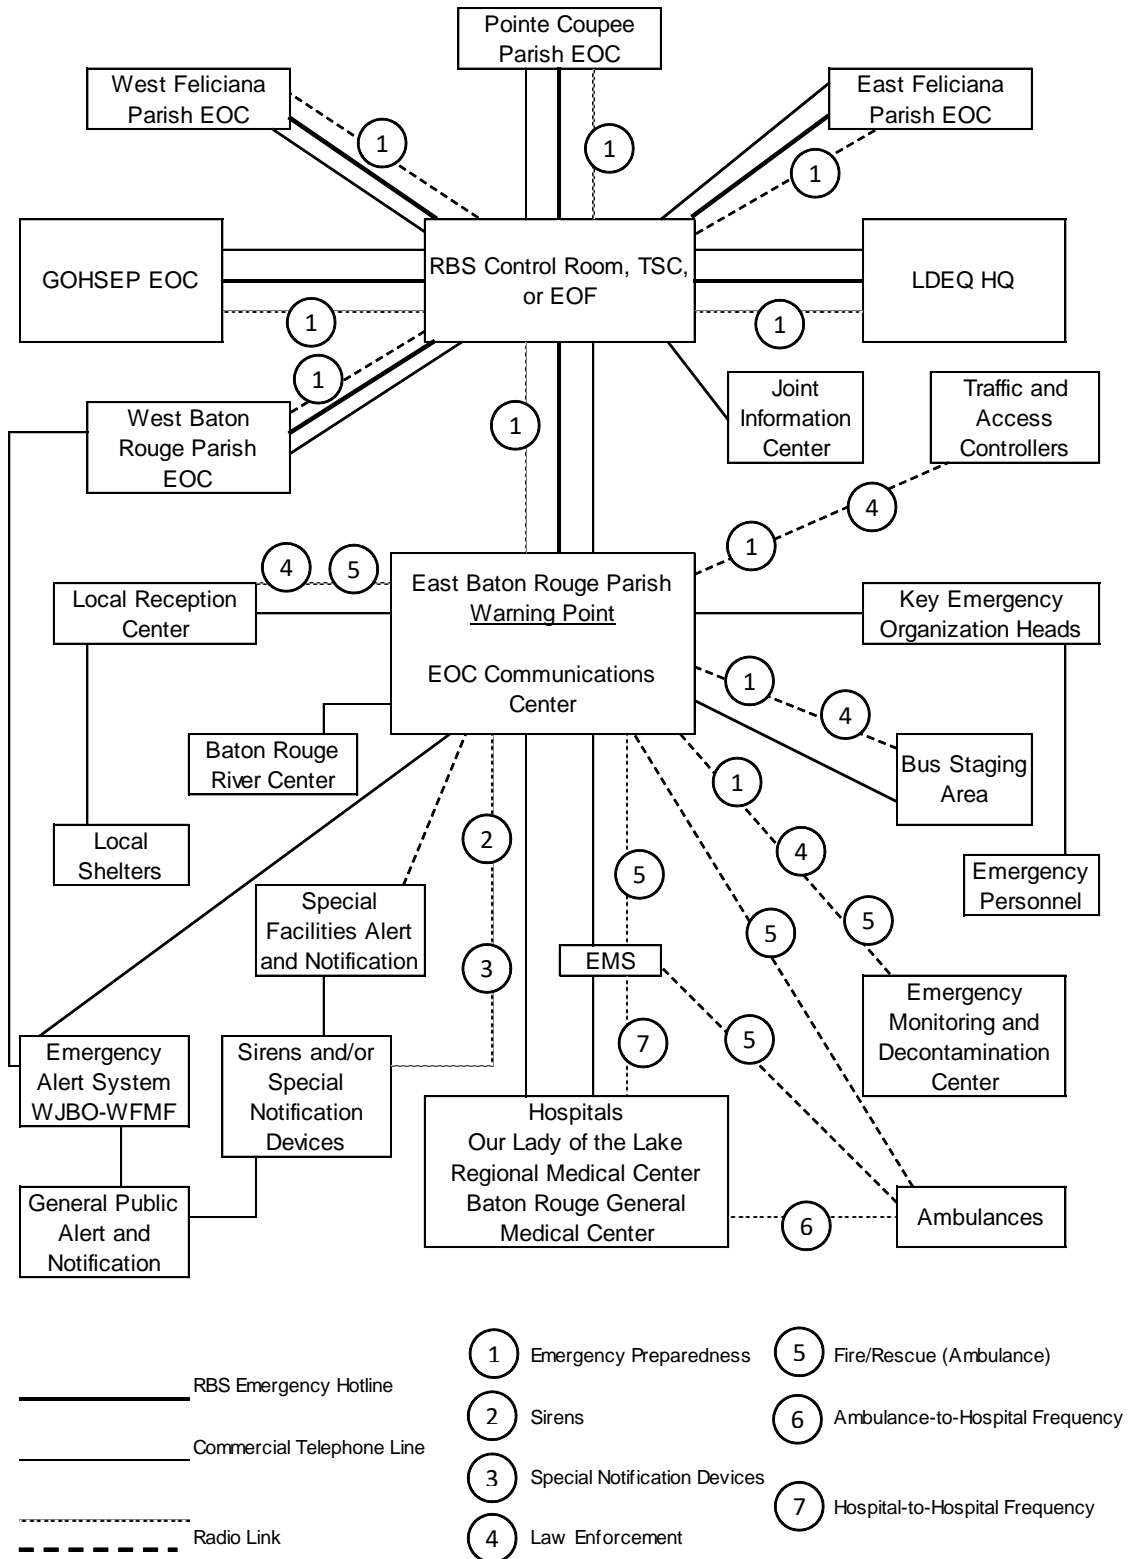 Pointe Coupee
Parish EOC
West Feliciana
Parish EOC
East Feliciana
Parish EOC
1
1
1
GOHSEP EOC
RBS Control Room, TSC,
or EOF
LDEQ HQ
1
1
1
West Baton
Rouge Parish
EOC
1
Joint
Information
Center
Traffic and
Access
Controllers
4
1
4
5
Local Reception
Center
East Baton Rouge Parish
Warning Point
EOC Communications
Center
Key Emergency
Organization Heads
1
4
Baton Rouge
River Center
Bus Staging
Area
1
2
4
5
Local
Shelters
Emergency
Personnel
Special
Facilities Alert
and Notification
5
5
3
EMS
Emergency
Monitoring and
Decontamination
Center
7
5
Emergency
Alert System
WJBO-WFMF
Sirens and/or
Special
Notification
Devices
Hospitals
Our Lady of the Lake
Regional Medical Center
Baton Rouge General
Medical Center
General Public
Alert and
Notification
6
Ambulances
RBS Emergency Hotline
Commercial Telephone Line
Radio Link
1 Emergency Preparedness
2 Sirens
3 Special Notification Devices
4 Law Enforcement
5 Fire/Rescue (Ambulance)
6 Ambulance-to-Hospital Frequency
7 Hospital-to-Hospital Frequency